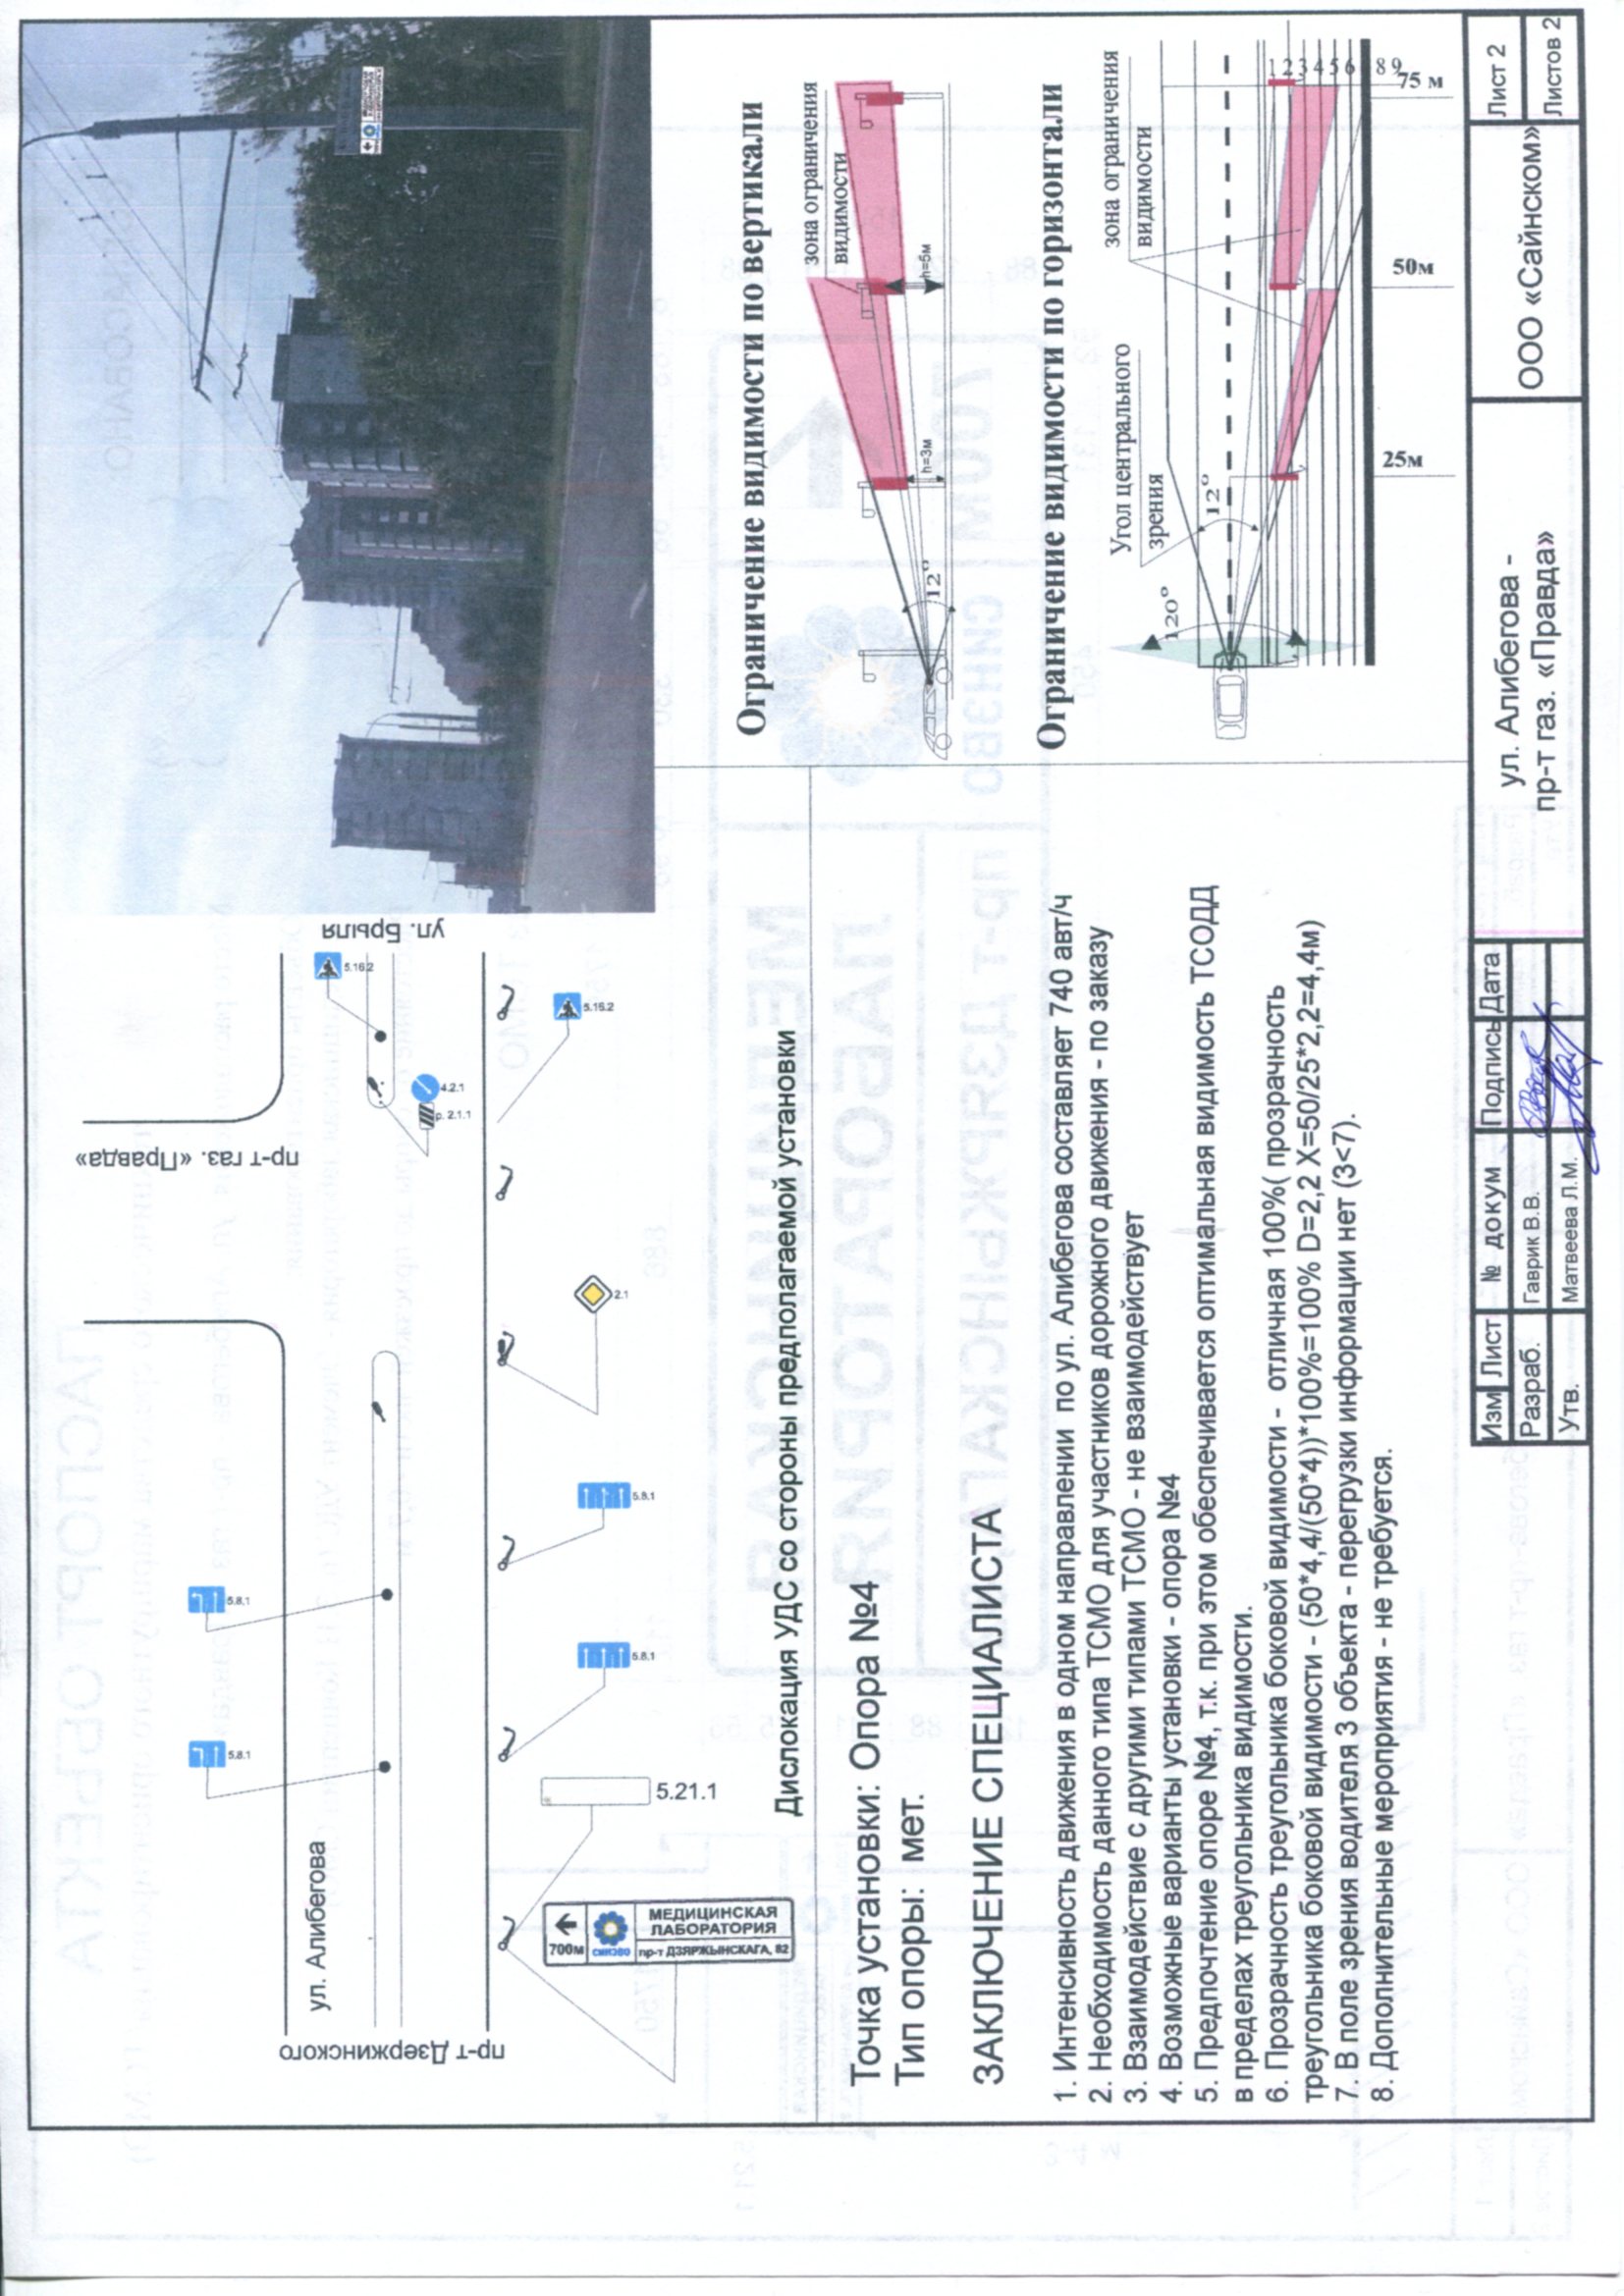 5.8.1
5.8.1
ул. Алибегова
пр-т Дзержинского
пр-т газ. «Правда»
ул. Брыля
5.16.2
4.2.1
р. 2.1.1
5.16.2
2.1
5.8.1
5.8.1
5.21.1
700м
СИНЭВО
МЕДИЦИНСКАЯ
ЛАБОРАТОРИЯ
пр-т ДЗЯРЖЫНСКАГА, 82
Дислокация УДС со стороны предполагаемой установки
Точка установки: Опора №4
Тип опоры: мет.
ЗАКЛЮЧЕНИЕ СПЕЦИАЛИСТА
1. Интенсивность движения в одном направлении по ул. Алибегова составляет 740 авт/ч
2. Необходимость данного типа ТСМО для участников дорожного движения - по заказу
3. Взаимодействие с другими типами ТСМО - не взаимодействует
4. Возможные варианты установки - опора №4
5. Предпочтение опоре №4, т.к. при этом обеспечивается оптимальная видимость ТСОДД
в пределах треугольника видимости.
6. Прозрачность треугольника боковой видимости - отличная 100%( прозрачность
треугольника боковой видимости - (50*4,4/(50*4))*100%=100% D=2,2 X=50/25*2,2=4,4м)
7. В поле зрения водителя 3 объекта - перегрузки информации нет (3<7).
8. Дополнительные мероприятия - не требуется.
Ограничение видимости по вертикали
зона ограничения
видимости
12°
h=3м
h=5м
Ограничение видимости по горизонтали
зона ограничения
видимости
Угол центрального
зрения
120°
12°
1 2 3 4 5 6 8 9
25м
50м
75 м
Изм Лист № докум Подпись Дата
Разраб. Гаврик В.В.
Утв. Матвеева Л.М.
ул. Алибегова -
пр-т газ. «Правда»
ООО «Сайнском»
Лист 2
Листов 2